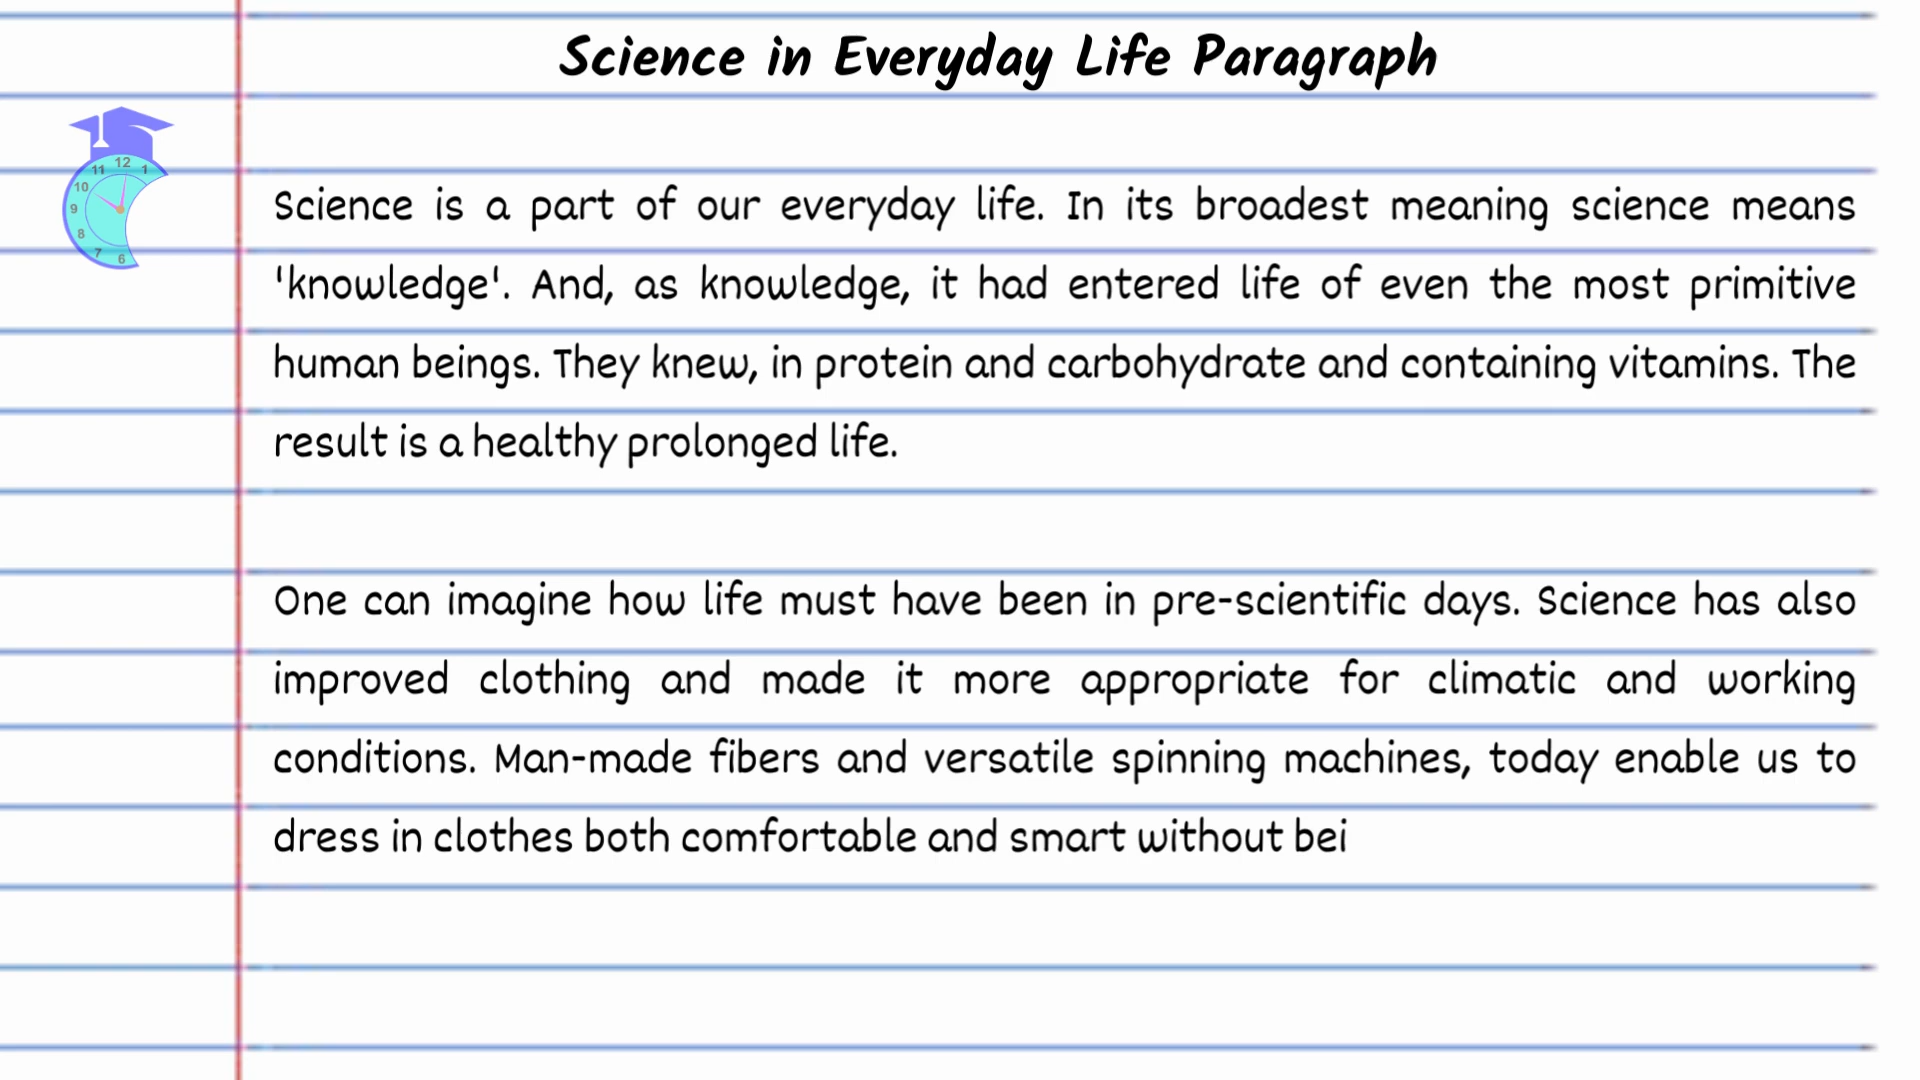 Science in Everyday Life Paragraph
12
11 1
10
9
8
7
6
Science is a part of our everyday life. In its broadest meaning science means
'knowledge'. And, as knowledge, it had entered life of even the most primitive
human beings. They knew, in protein and carbohydrate and containing vitamins. The
result is a healthy prolonged life.
One can imagine how life must have been in pre-scientific days. Science has also
improved clothing and made it more appropriate for climatic and working
conditions. Man-made fibers and versatile spinning machines, today enable us to
dress in clothes both comfortable and smart without bei